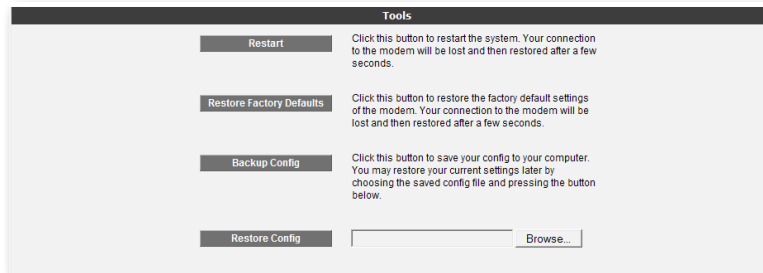 Tools
Restart
Click this button to restart the system. Your connection
to the modem will be lost and then restored after a few
seconds.
Restore Factory Defaults
Click this button to restore the factory default settings
of the modem. Your connection to the modem will be
lost and then restored after a few seconds.
Backup Config
Click this button to save your config to your computer.
You may restore your current settings later by
choosing the saved config file and pressing the button
below.
Restore Config
Browse...